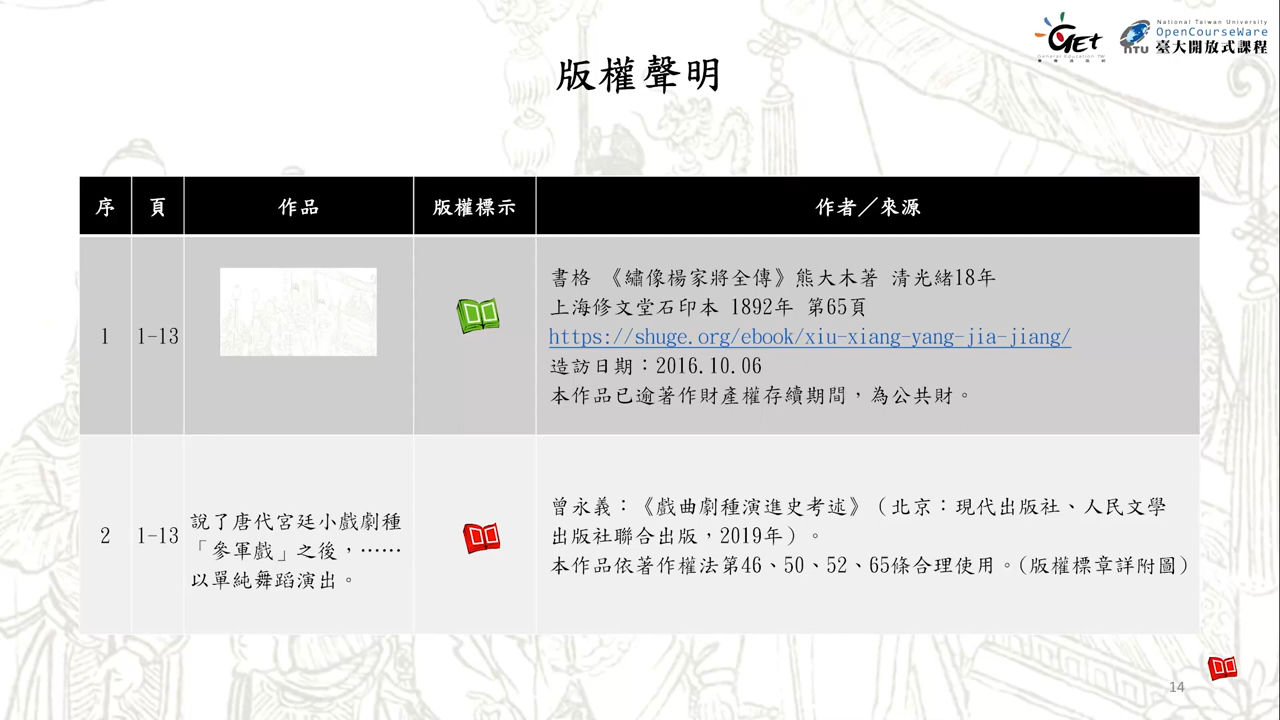 GET
General Education TW
National Taiwan University
OpenCourseWare
NTU 臺大開放式課程
版權聲明
序 頁 作品 版權標示 作者／來源
1 1-13
書格 《繡像楊家將全傳》熊大木著 清光緒18年
上海修文堂石印本 1892年 第65頁
https://shuge.org/ebook/xiu-xiang-yang-jia-jiang/
造訪日期：2016.10.06
本作品已逾著作財產權存續期間，為公共財。
2 1-13
說了唐代宮廷小戲劇種
「參軍戲」之後，……
以單純舞蹈演出。
曾永義：《戲曲劇種演進史考述》（北京：現代出版社、人民文學
出版社聯合出版，2019年）。
本作品依著作權法第46、50、52、65條合理使用。（版權標章詳附圖）
14